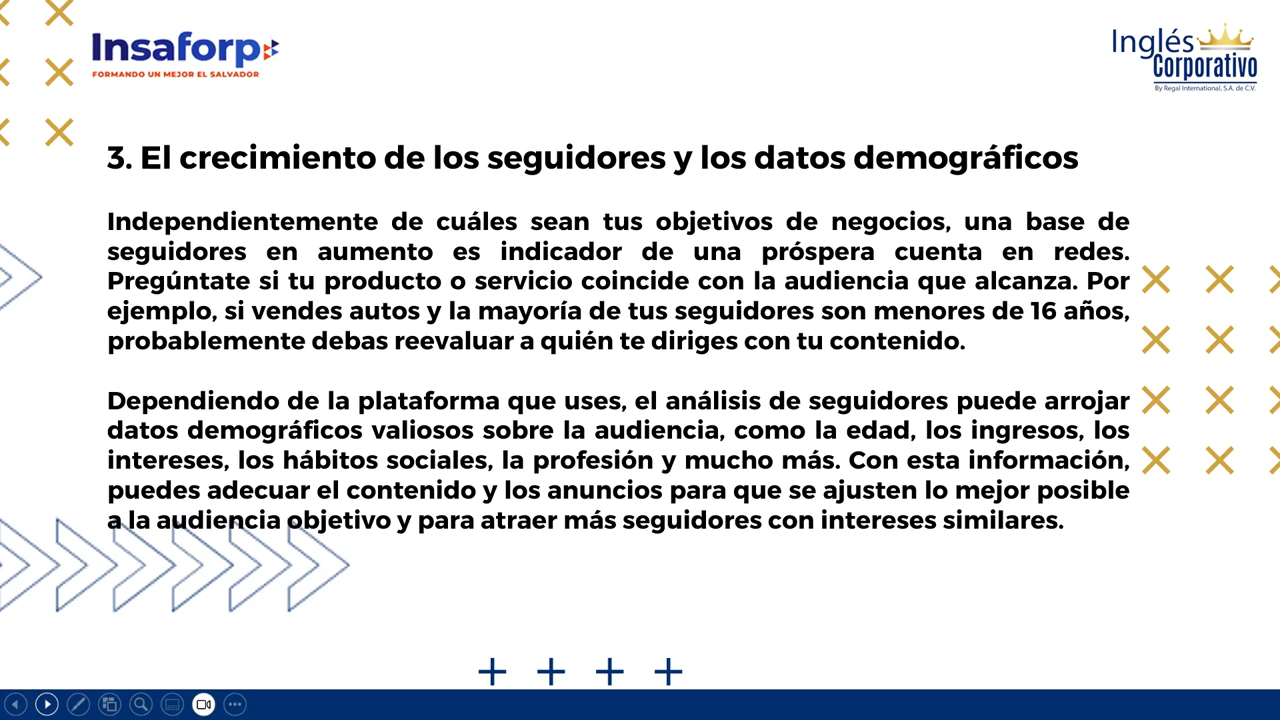 Insaforp
FORMANDO UN MEJOR EL SALVADOR
Inglés
Corporativo
By Regal International, S.A. de C.V.
3. El crecimiento de los seguidores y los datos demográficos
Independientemente de cuáles sean tus objetivos de negocios, una base de
seguidores en aumento es indicador de una próspera cuenta en redes.
Pregúntate si tu producto o servicio coincide con la audiencia que alcanza. Por
ejemplo, si vendes autos y la mayoría de tus seguidores son menores de 16 años,
probablemente debas reevaluar a quién te diriges con tu contenido.
Dependiendo de la plataforma que uses, el análisis de seguidores puede arrojar
datos demográficos valiosos sobre la audiencia, como la edad, los ingresos, los
intereses, los hábitos sociales, la profesión y mucho más. Con esta información,
puedes adecuar el contenido y los anuncios para que se ajusten lo mejor posible
a la audiencia objetivo y para atraer más seguidores con intereses similares.